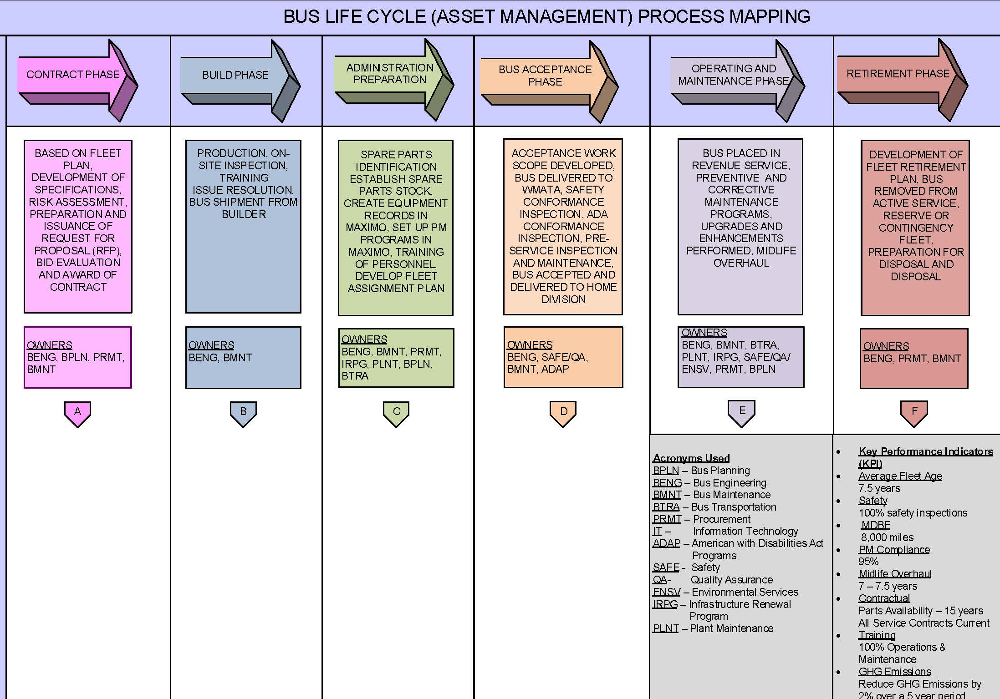 BUS LIFE CYCLE (ASSET MANAGEMENT) PROCESS MAPPING
CONTRACT PHASE
BUILD PHASE
ADMINISTRATION
PREPARATION
BUS ACCEPTANCE
PHASE
OPERATING AND
MAINTENANCE PHASE
RETIREMENT PHASE
BASED ON FLEET
PLAN,
DEVELOPMENT OF
SPECIFICATIONS,
RISK ASSESSMENT,
PREPARATION AND
ISSUANCE OF
REQUEST FOR
PROPOSAL (RFP),
BID EVALUATION
AND AWARD OF
CONTRACT
PRODUCTION, ON-
SITE INSPECTION,
TRAINING
ISSUE RESOLUTION,
BUS SHIPMENT FROM
BUILDER
SPARE PARTS
IDENTIFICATION
ESTABLISH SPARE
PARTS STOCK,
CREATE EQUIPMENT
RECORDS IN
MAXIMO, SET UP PM
PROGRAMS IN
MAXIMO, TRAINING
OF PERSONNEL,
DEVELOP FLEET
ASSIGNMENT PLAN
ACCEPTANCE WORK
SCOPE DEVELOPED,
BUS DELIVERED TO
WMATA, SAFETY
CONFORMANCE
INSPECTION, ADA
CONFORMANCE
INSPECTION, PRE-
SERVICE INSPECTION
AND MAINTENANCE,
BUS ACCEPTED AND
DELIVERED TO HOME
DIVISION
BUS PLACED IN
REVENUE SERVICE,
PREVENTIVE AND
CORRECTIVE
MAINTENANCE
PROGRAMS,
UPGRADES AND
ENHANCEMENTS
PERFORMED, MIDLIFE
OVERHAUL
DEVELOPMENT OF
FLEET RETIREMENT
PLAN, BUS
REMOVED FROM
ACTIVE SERVICE,
RESERVE OR
CONTINGENCY
FLEET,
PREPARATION FOR
DISPOSAL AND
DISPOSAL
OWNERS
BENG, BPLN, PRMT,
BMNT
OWNERS
BENG, BMNT
OWNERS
BENG, BMNT, PRMT,
IRPG, PLNT, BPLN,
BTRA
OWNERS
BENG, SAFE/QA,
BMNT, ADAP
OWNERS
BENG, BMNT, BTRA,
PLNT, IRPG, SAFE/QA/
ENSV, PRMT, BPLN
OWNERS
BENG, PRMT, BMNT
A
B
C
D
E
F
Acronyms Used
BPLN – Bus Planning
BENG – Bus Engineering
BMNT – Bus Maintenance
BTRA – Bus Transportation
PRMT – Procurement
IT – Information Technology
ADAP – American with Disabilities Act
Programs
SAFE - Safety
QA- Quality Assurance
ENSV – Environmental Services
IRPG – Infrastructure Renewal
Program
PLNT – Plant Maintenance
• Key Performance Indicators
(KPI)
• Average Fleet Age
7.5 years
• Safety
100% safety inspections
• MDBF
8,000 miles
• PM Compliance
95%
• Midlife Overhaul
7 – 7.5 years
• Contractual
Parts Availability – 15 years
All Service Contracts Current
• Training
100% Operations &
Maintenance
• GHG Emissions
Reduce GHG Emissions by
2% over a 5 year period